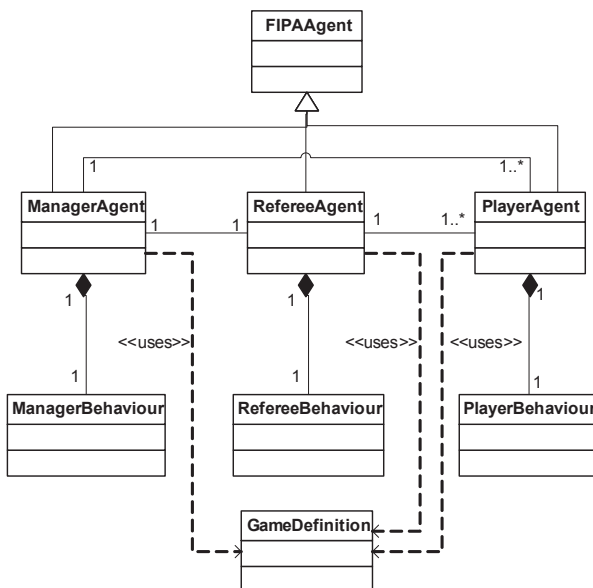 FIPAAgent
1
1..*
ManagerAgent
RefereeAgent
PlayerAgent
1
1
1
1..*
1
1
1
<<uses>>
<<uses>>
<<uses>>
1
1
1
ManagerBehaviour
RefereeBehaviour
PlayerBehaviour
GameDefinition